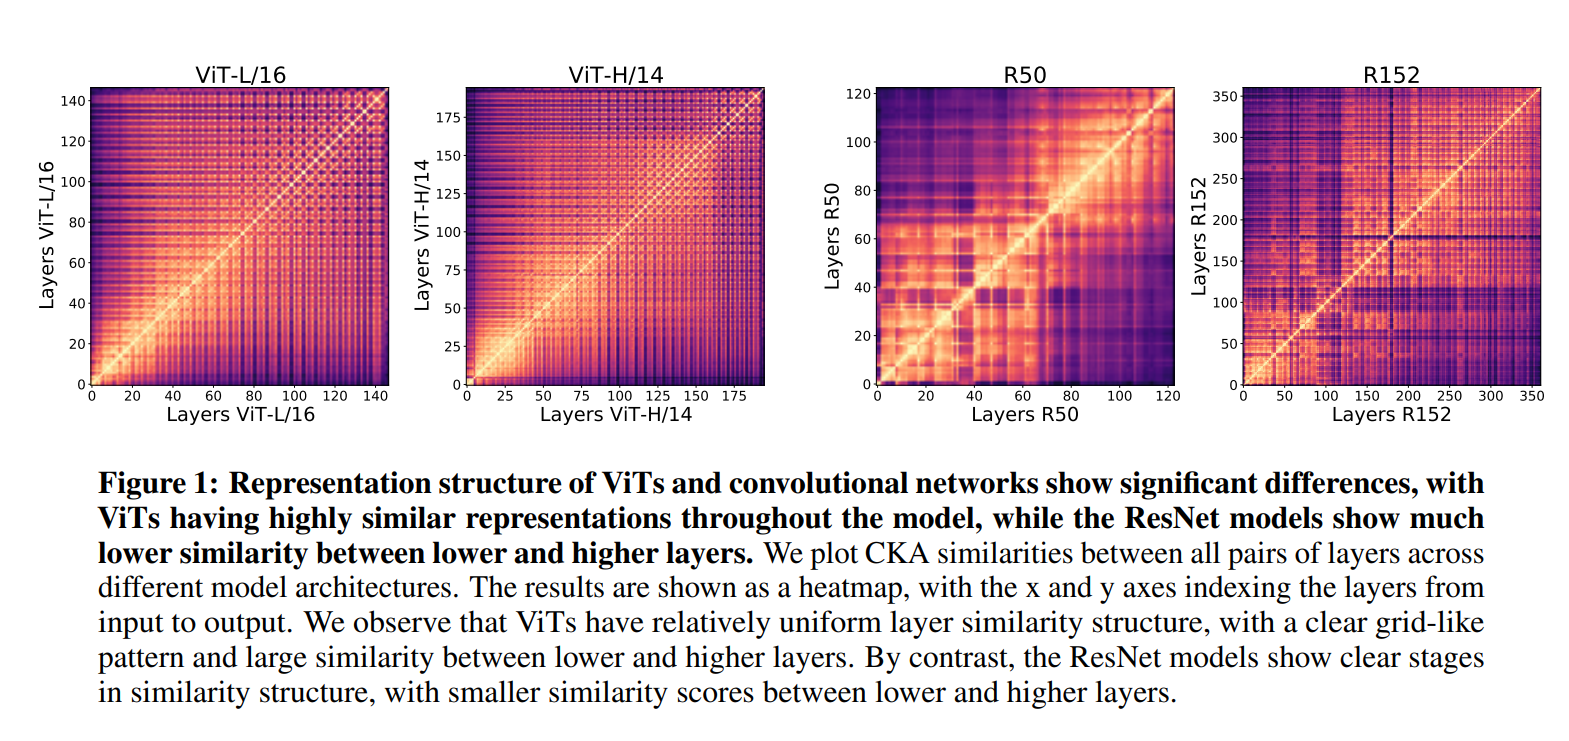 ViT-L/16
ViT-H/14
R50
R152
140
120
100
80
60
40
20
0
Layers ViT-L/16
0 20 40 60 80 100 120 140
Layers ViT-L/16
175
150
125
100
75
50
25
0
Layers ViT-H/14
0 25 50 75 100 125 150 175
Layers ViT-H/14
120
100
80
60
40
20
0
Layers R50
0 20 40 60 80 100 120
Layers R50
350
300
250
200
150
100
50
0
Layers R152
0 50 100 150 200 250 300 350
Layers R152
Figure 1: Representation structure of ViTs and convolutional networks show significant differences, with
ViTs having highly similar representations throughout the model, while the ResNet models show much
lower similarity between lower and higher layers. We plot CKA similarities between all pairs of layers across
different model architectures. The results are shown as a heatmap, with the x and y axes indexing the layers from
input to output. We observe that ViTs have relatively uniform layer similarity structure, with a clear grid-like
pattern and large similarity between lower and higher layers. By contrast, the ResNet models show clear stages
in similarity structure, with smaller similarity scores between lower and higher layers.